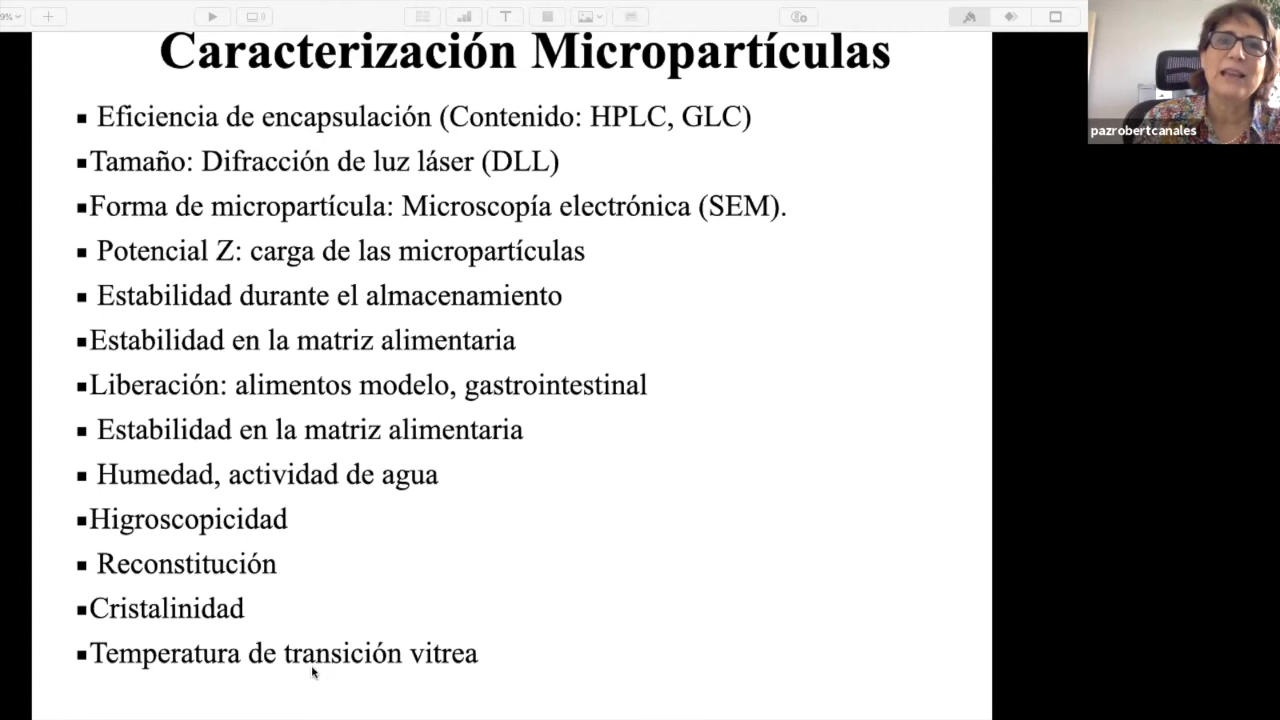 9%
Caracterización Micropartículas
▪ Eficiencia de encapsulación (Contenido: HPLC, GLC)
▪Tamaño: Difracción de luz láser (DLL)
▪Forma de micropartícula: Microscopía electrónica (SEM).
▪ Potencial Z: carga de las micropartículas
▪ Estabilidad durante el almacenamiento
▪Estabilidad en la matriz alimentaria
▪Liberación: alimentos modelo, gastrointestinal
▪ Estabilidad en la matriz alimentaria
▪ Humedad, actividad de agua
▪Higroscopicidad
▪ Reconstitución
▪Cristalinidad
▪Temperatura de transición vitrea
pazrobertcanales